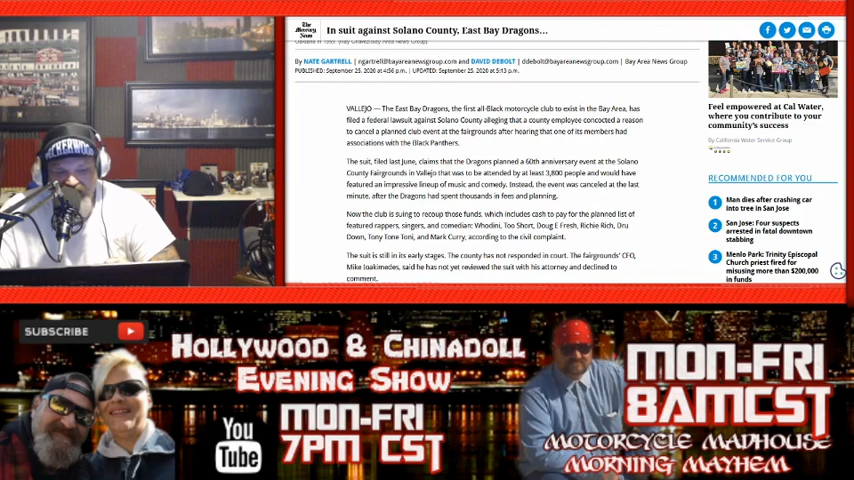 The
Mercury
News
In suit against Solano County, East Bay Dragons...
By NATE GARTRELL | ngartrell@bayareanewsgroup.com and DAVID DEBOLT | ddebolt@bayareanewsgroup.com | Bay Area News Group
PUBLISHED: September 25, 2020 at 4:56 p.m. | UPDATED: September 25, 2020 at 5:13 p.m.
VALLEJO — The East Bay Dragons, the first all-Black motorcycle club to exist in the Bay Area, has
filed a federal lawsuit against Solano County alleging that a county employee concocted a reason
to cancel a planned club event at the fairgrounds after hearing that one of its members had
associations with the Black Panthers.
The suit, filed last June, claims that the Dragons planned a 60th anniversary event at the Solano
County Fairgrounds in Vallejo that was to be attended by at least 3,800 people and would have
featured an impressive lineup of music and comedy. Instead, the event was canceled at the last
minute, after the Dragons had spent thousands in fees and planning.
Now the club is suing to recoup those funds, which includes cash to pay for the planned list of
featured rappers, singers, and comedian: Whodini, Too Short, Doug E Fresh, Richie Rich, Dru
Down, Tony Tone Toni, and Mark Curry, according to the civil complaint.
The suit is still in its early stages. The county has not responded in court. The fairgrounds' CFO,
Mike Ioakimedes, said he has not yet reviewed the suit with his attorney and declined to
comment.
Feel empowered at Cal Water,
where you contribute to your
community's success
By California Water Service Group
RECOMMENDED FOR YOU
1 Man dies after crashing car
into tree in San Jose
2 San Jose: Four suspects
arrested in fatal downtown
stabbing
3 Menlo Park: Trinity Episcopal
Church priest fired for
misusing more than $200,000
in funds
PECKERWOOD
SUBSCRIBE
HOLLYWOOD & CHINADOLL
EVENING SHOW
You
Tube
MON-FRI
7PM CST
MON-FRI
8AMCST
MOTORCYCLE MADHOUSE
MORNING MAYHEM